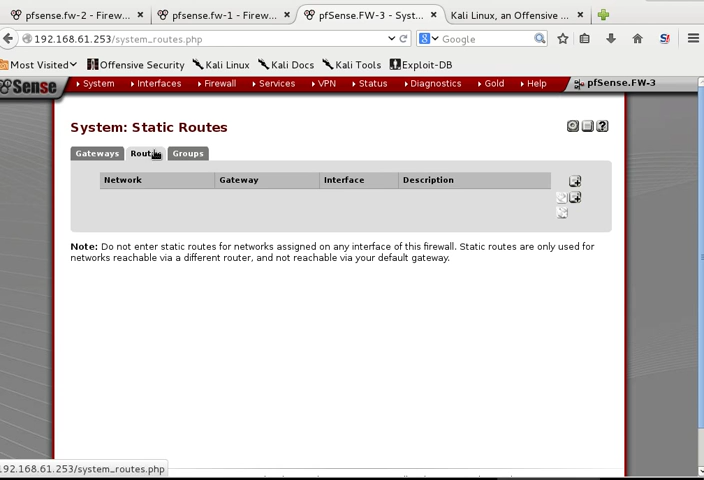 pfsense.fw-2 - Firew...
pfsense.fw-1 - Firew...
pfSense.FW-3 - Syst...
Kali Linux, an Offensive ...
192.168.61.253/system_routes.php
Google
Most Visited
Offensive Security
Kali Linux
Kali Docs
Kali Tools
Exploit-DB
Sense
System
Interfaces
Firewall
Services
VPN
Status
Diagnostics
Gold
Help
pfSense.FW-3
System: Static Routes
Gateways
Groups
Network
Gateway
Interface
Description
Note: Do not enter static routes for networks assigned on any interface of this firewall. Static routes are only used for
networks reachable via a different router, and not reachable via your default gateway.
192.168.61.253/system_routes.php